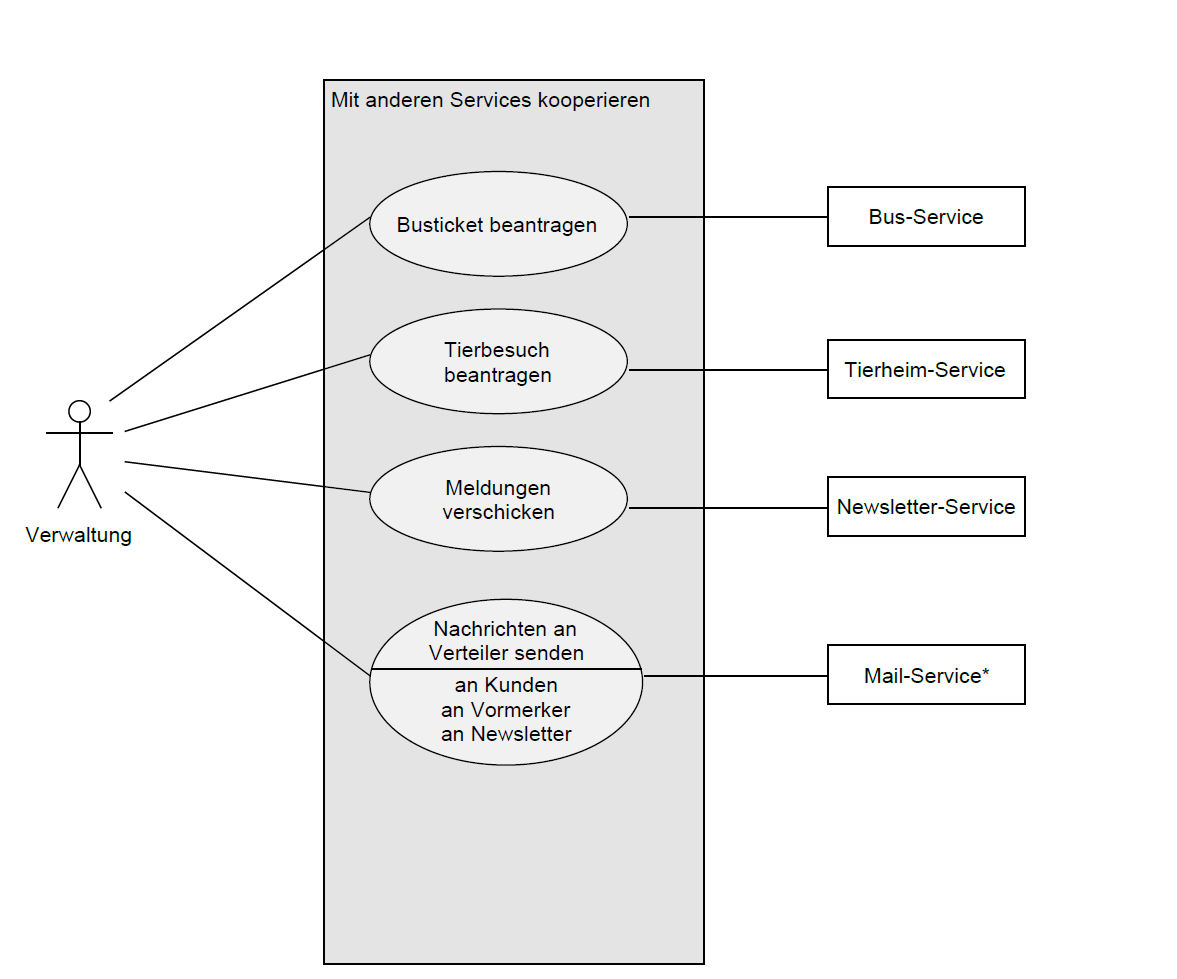 Mit anderen Services kooperieren
Busticket beantragen
Bus-Service
Tierbesuch
beantragen
Tierheim-Service
Meldungen
verschicken
Newsletter-Service
Verwaltung
Nachrichten an
Verteiler senden
an Kunden
an Vormerker
an Newsletter
Mail-Service*